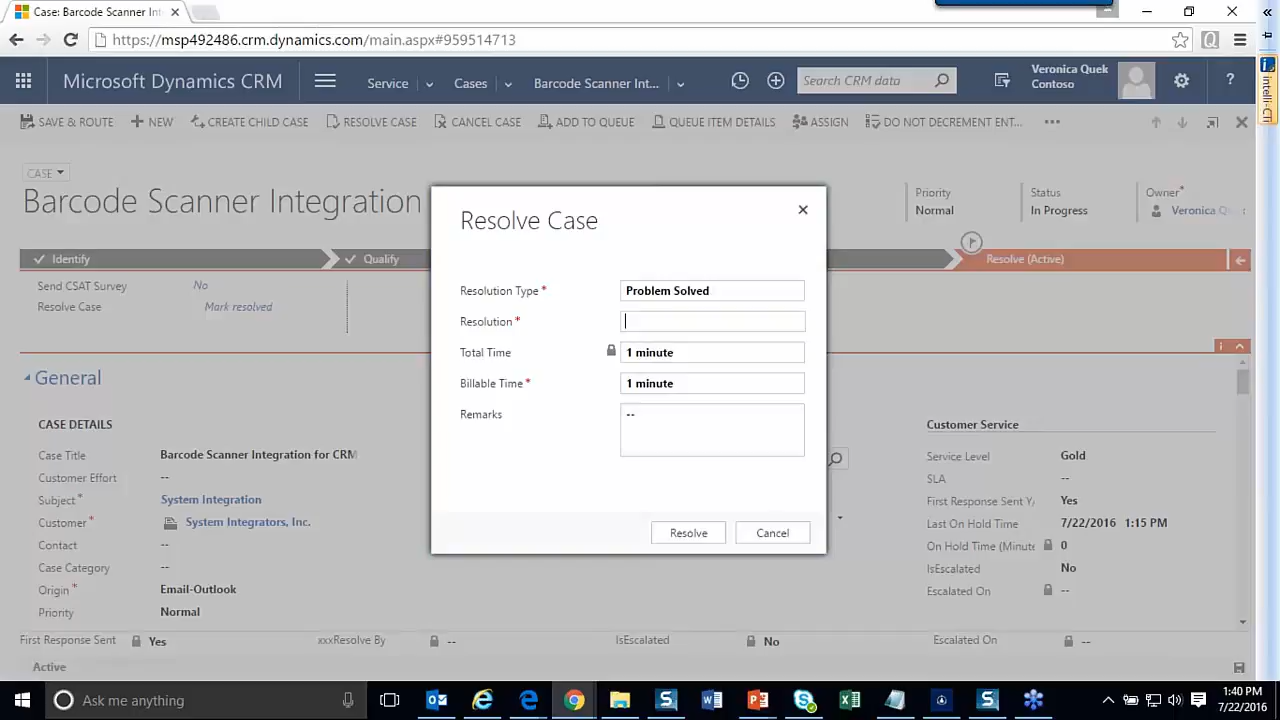 Case: Barcode Scanner Int
https://msp492486.crm.dynamics.com/main.aspx#959514713
Microsoft Dynamics CRM
Service
Cases
Barcode Scanner Int...
Search CRM data
Veronica Quek
Contoso
?
SAVE & ROUTE
NEW
CREATE CHILD CASE
RESOLVE CASE
CANCEL CASE
ADD TO QUEUE
QUEUE ITEM DETAILS
ASSIGN
DO NOT DECREMENT ENT...
CASE
Barcode Scanner Integration
Priority
Normal
Status
In Progress
Owner*
Veronica Q
Identify
Qualify
Resolve (Active)
Send CSAT Survey No
Resolve Case Mark resolved
Resolve Case
Resolution Type * Problem Solved
Resolution *
Total Time 1 minute
Billable Time * 1 minute
Remarks --
Resolve
Cancel
General
CASE DETAILS
Case Title Barcode Scanner Integration for CRM
Customer Effort --
Subject * System Integration
Customer * System Integrators, Inc.
Contact --
Case Category --
Origin * Email-Outlook
Priority Normal
Customer Service
Service Level Gold
SLA --
First Response Sent Y/ Yes
Last On Hold Time 7/22/2016 1:15 PM
On Hold Time (Minute 0
IsEscalated No
Escalated On --
First Response Sent Yes
xxxResolve By --
IsEscalated No
Escalated On --
Active
intelli-CTi
Ask me anything
1:40 PM
7/22/2016